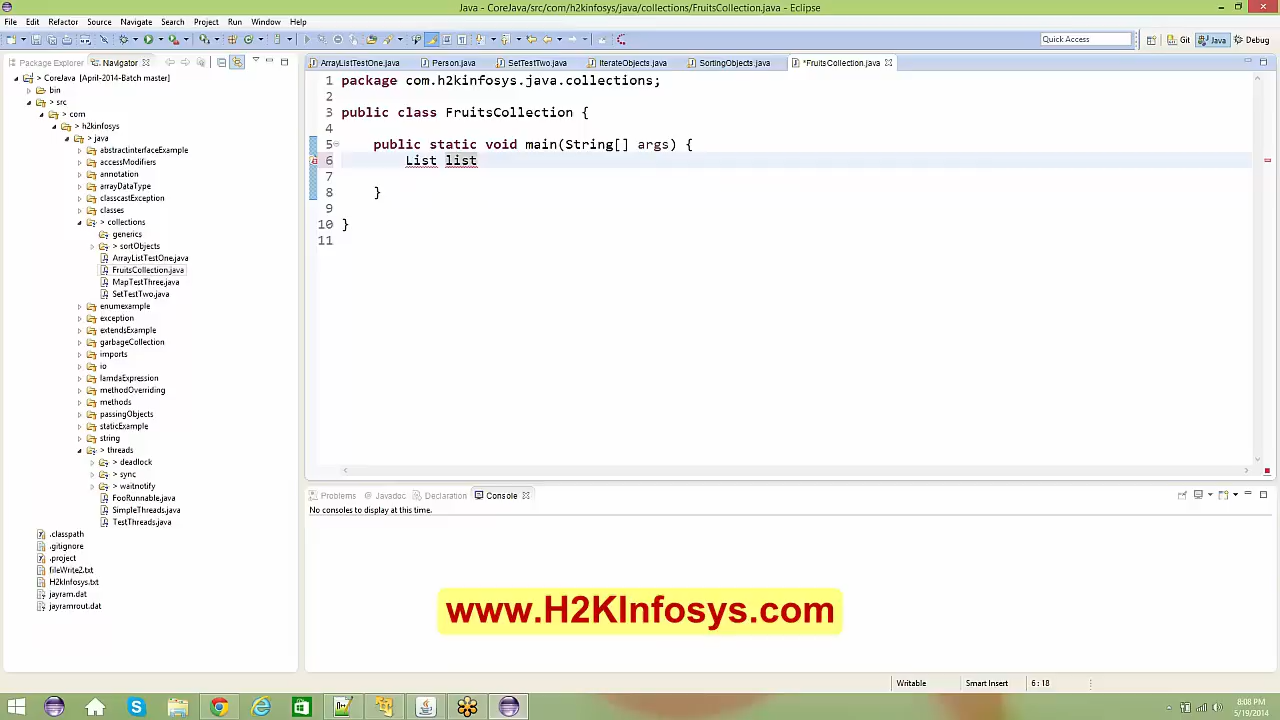 Java - CoreJava/src/com/h2kinfosys/java/collections/FruitsCollection.java - Eclipse
File Edit Refactor Source Navigate Search Project Run Window Help
Quick Access
Git
Java
Debug
Package Explorer
Navigator
ArrayListTestOne.java
Person.java
SetTestTwo.java
IterateObjects.java
SortingObjects.java
*FruitsCollection.java
> CoreJava [April-2014-Batch master]
bin
> src
> com
> h2kinfosys
> java
abstractinterfaceExample
accessModifiers
annotation
arrayDataType
classcastException
classes
> collections
generics
> sortObjects
ArrayListTestOne.java
FruitsCollection.java
MapTestThree.java
SetTestTwo.java
enumexample
exception
extendsExample
garbageCollection
imports
io
lamdaExpression
methodOverriding
methods
passingObjects
staticExample
string
> threads
> deadlock
> sync
> waitnotify
FooRunnable.java
SimpleThreads.java
TestThreads.java
.classpath
.gitignore
.project
fileWrite2.txt
H2kInfosys.txt
jayram.dat
jayramrout.dat
1 package com.h2kinfosys.java.collections;
2
3 public class FruitsCollection {
4
5 public static void main(String[] args) {
6 List list
7
8 }
9
10 }
11
Problems
Javadoc
Declaration
Console
No consoles to display at this time.
www.H2KInfosys.com
Writable
Smart Insert
6 : 18
8:08 PM
5/19/2014